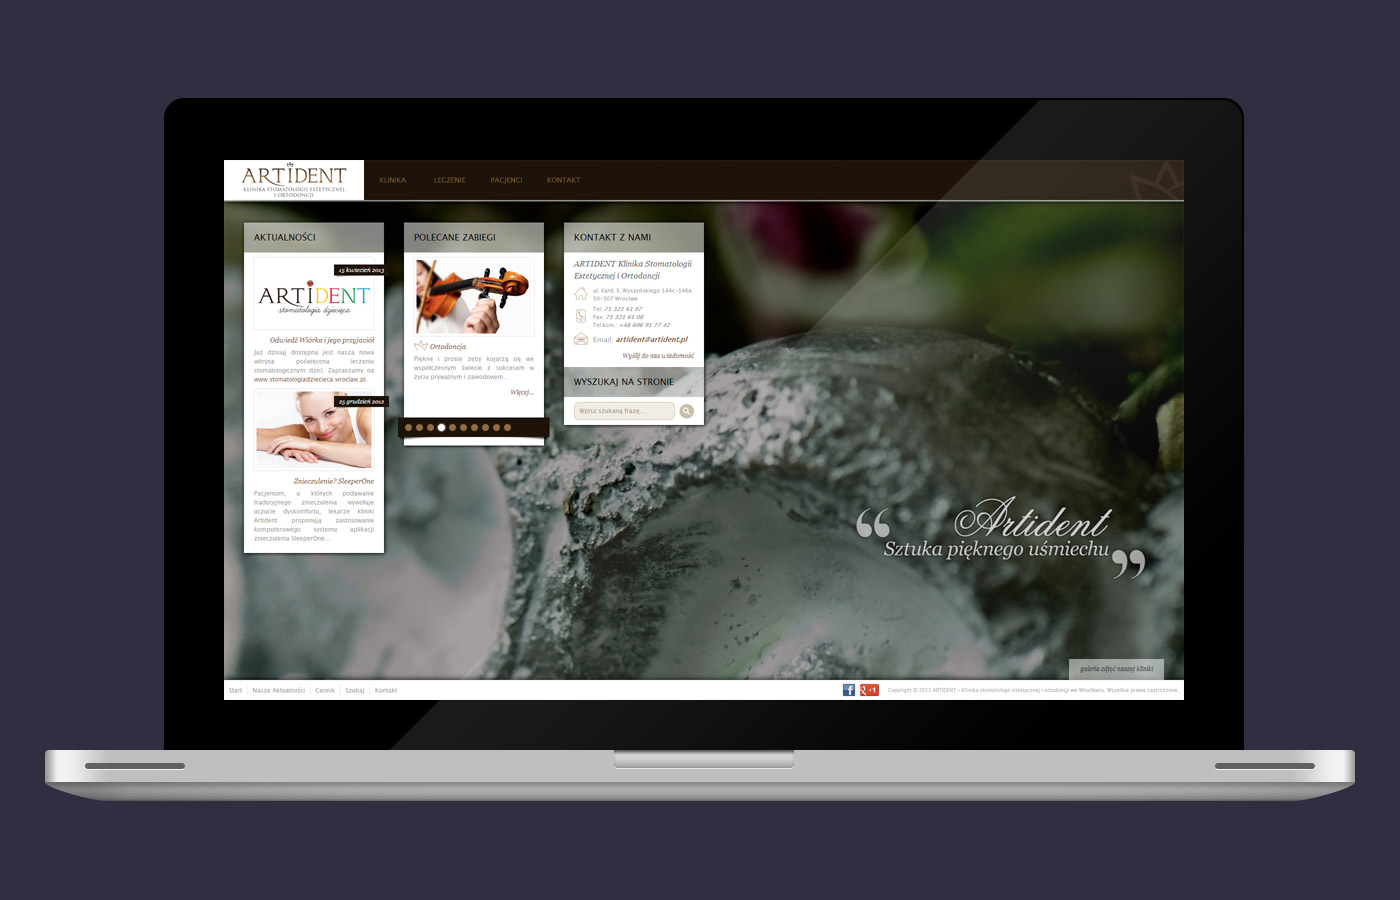 ARTIDENT
KLINIKA STOMATOLOGII ESTETYCZNEJ
I ORTODONCJI
KLINIKA
LECZENIE
PACJENCI
KONTAKT
AKTUALNOŚCI
15 kwiecień 2013
ARTIDENT
stomatologia dziecięca
Odwiedź Wiórka i jego przyjaciół
Już dzisiaj dostępna jest nasza nowa
witryna poświęcona leczeniu
stomatologicznym dzieci. Zapraszamy na
www.stomatologiadziecieca.wroclaw.pl.
25 grudzień 2012
Znieczulenie? SleeperOne
Pacjentom, u których podawanie
tradycyjnego znieczulenia wywołuje
uczucie dyskomfortu, lekarze kliniki
Artident proponują zastosowanie
komputerowego systemu aplikacji
znieczulenia SleeperOne...
POLECANE ZABIEGI
Ortodoncja
Piękne i proste zęby kojarzą się we
współczesnym świecie z sukcesem w
życiu prywatnym i zawodowym...
Więcej...
KONTAKT Z NAMI
ARTIDENT Klinika Stomatologii
Estetycznej i Ortodoncji
ul. Kard. S. Wyszyńskiego 144c-146a
50-307 Wrocław
Tel: 71 321 61 07
Fax: 71 321 61 08
Tel kom.: +48 606 91 77 42
Email: artident@artident.pl
Wyślij do nas wiadomość
WYSZUKAJ NA STRONIE
Wpisz szukaną frazę...
“ Artident
Sztuka pięknego uśmiechu ”
galeria zdjęć naszej kliniki
Start | Nasze Aktualności | Cennik | Szukaj | Kontakt
f
g +1
Copyright © 2013 ARTIDENT - Klinika stomatologii estetycznej i ortodoncji we Wrocławiu. Wszelkie prawa zastrzeżone.